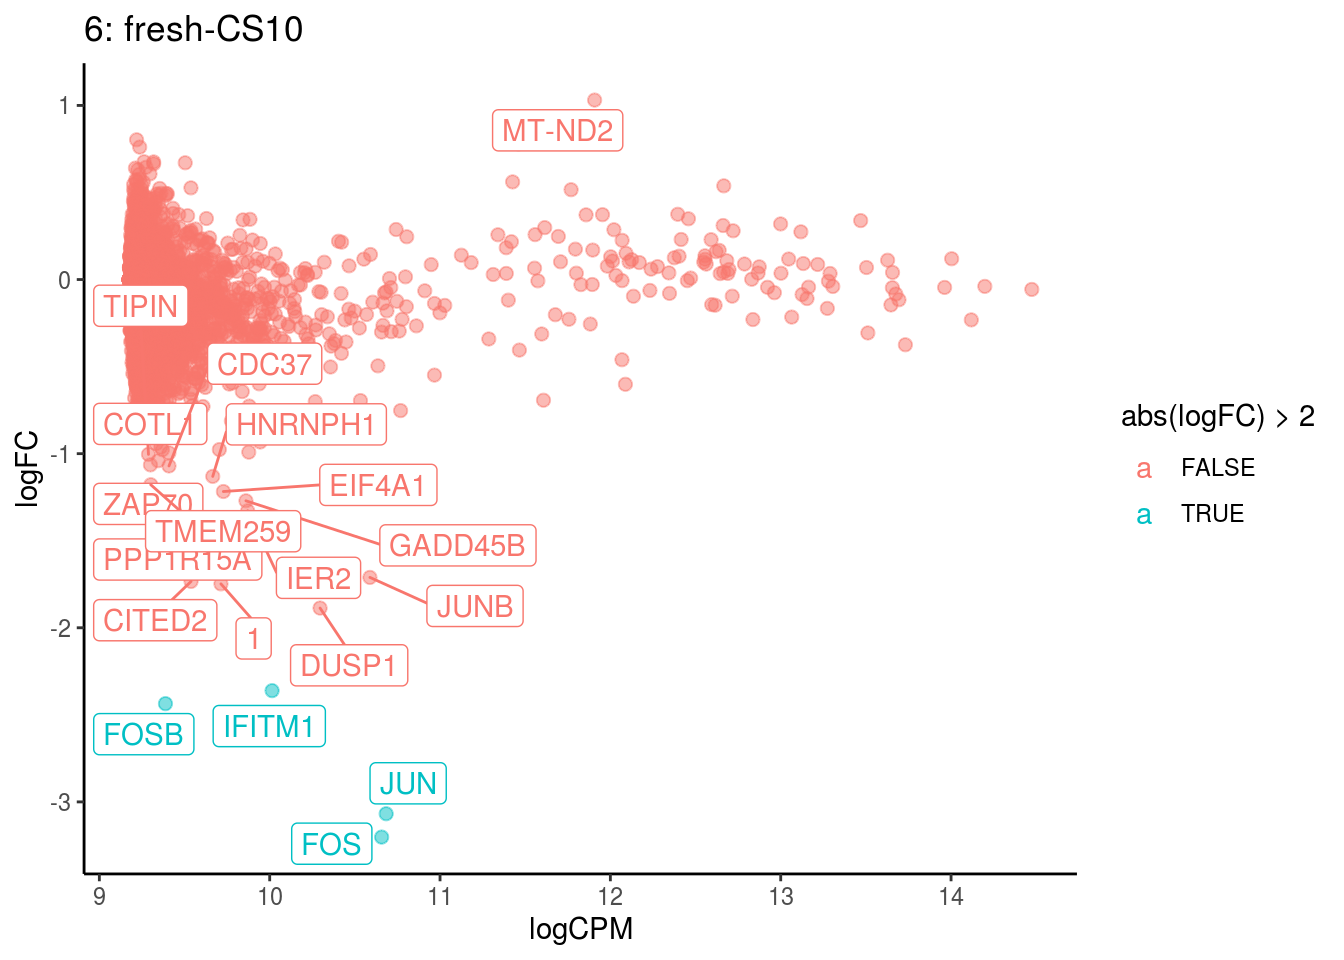 6: fresh-CS10
1
0
-1
-2
-3
logFC
MT-ND2
TIPIN
CDC37
COTL1
HNRNPH1
EIF4A1
ZAP70
TMEM259
GADD45B
PPP1R15A
IER2
JUNB
CITED2
1
DUSP1
FOSB
IFITM1
JUN
FOS
9
10
11
12
13
14
logCPM
abs(logFC) > 2
a FALSE
a TRUE